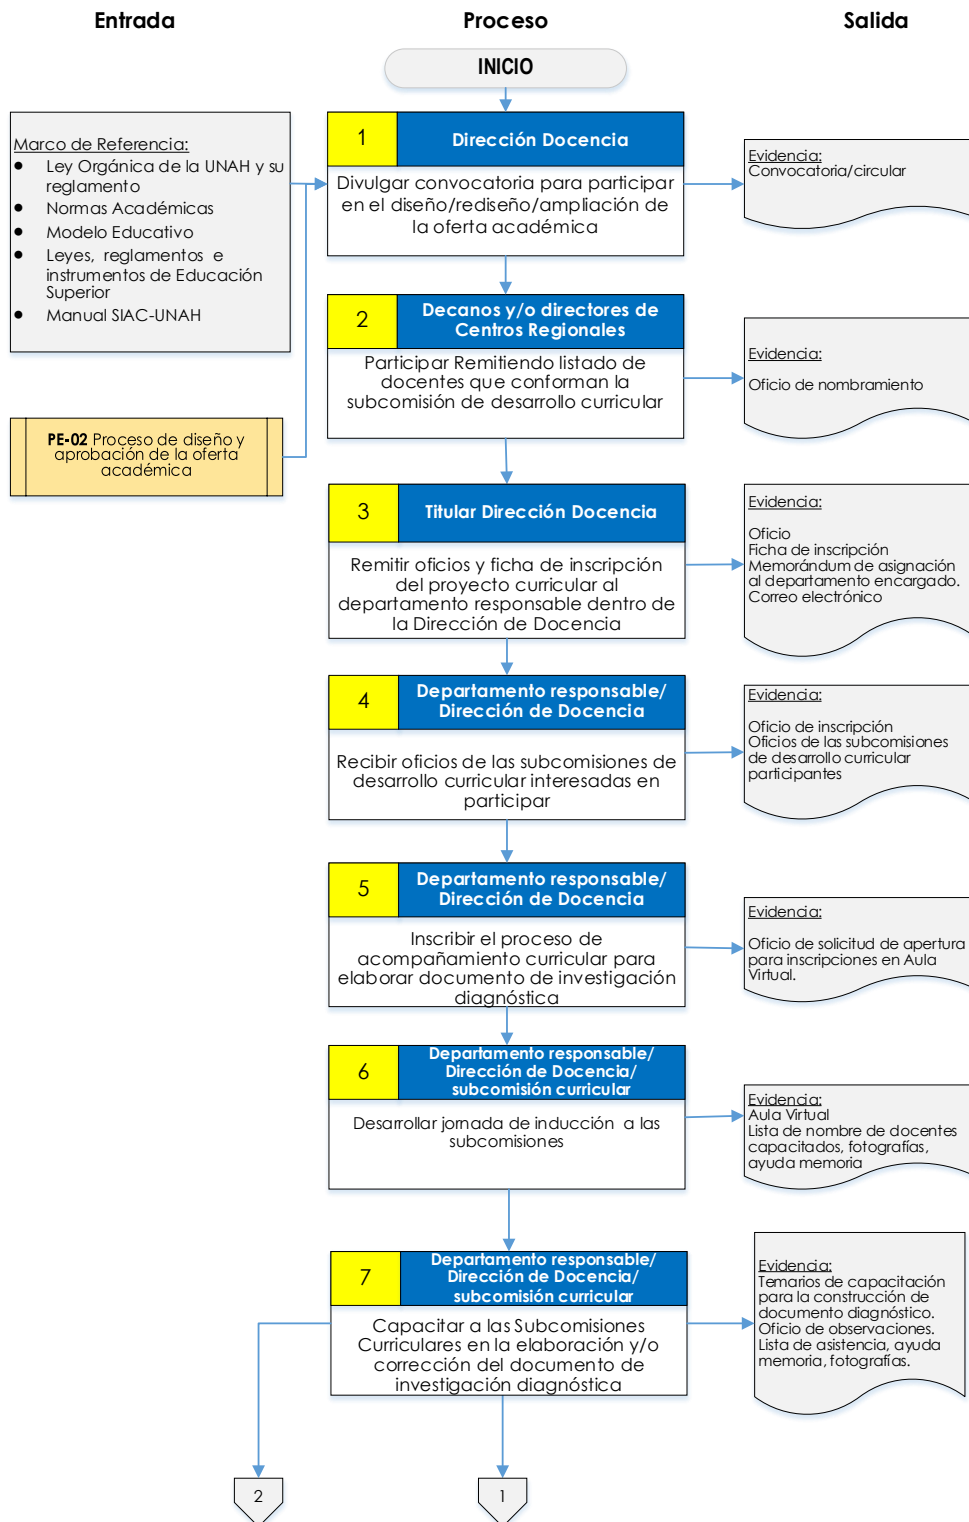 Entrada
Proceso
Salida
INICIO
Marco de Referencia:
● Ley Orgánica de la UNAH y su
reglamento
● Normas Académicas
● Modelo Educativo
● Leyes, reglamentos e
instrumentos de Educación
Superior
● Manual SIAC-UNAH
PE-02 Proceso de diseño y
aprobación de la oferta
académica
1
Dirección Docencia
Divulgar convocatoria para participar
en el diseño/rediseño/ampliación de
la oferta académica
Evidencia:
Convocatoria/circular
2
Decanos y/o directores de
Centros Regionales
Participar Remitiendo listado de
docentes que conforman la
subcomisión de desarrollo curricular
Evidencia:
Oficio de nombramiento
3
Titular Dirección Docencia
Remitir oficios y ficha de inscripción
del proyecto curricular al
departamento responsable dentro de
la Dirección de Docencia
Evidencia:
Oficio
Ficha de inscripción
Memorándum de asignación
al departamento encargado.
Correo electrónico
4
Departamento responsable/
Dirección de Docencia
Recibir oficios de las subcomisiones de
desarrollo curricular interesadas en
participar
Evidencia:
Oficio de inscripción
Oficios de las subcomisiones
de desarrollo curricular
participantes
5
Departamento responsable/
Dirección de Docencia
Inscribir el proceso de
acompañamiento curricular para
elaborar documento de investigación
diagnóstica
Evidencia:
Oficio de solicitud de apertura
para inscripciones en Aula
Virtual.
6
Departamento responsable/
Dirección de Docencia/
subcomisión curricular
Desarrollar jornada de inducción a las
subcomisiones
Evidencia:
Aula Virtual
Lista de nombre de docentes
capacitados, fotografías,
ayuda memoria
7
Departamento responsable/
Dirección de Docencia/
subcomisión curricular
Capacitar a las Subcomisiones
Curriculares en la elaboración y/o
corrección del documento de
investigación diagnóstica
Evidencia:
Temarios de capacitación
para la construcción de
documento diagnóstico.
Oficio de observaciones.
Lista de asistencia, ayuda
memoria, fotografías.
2
1